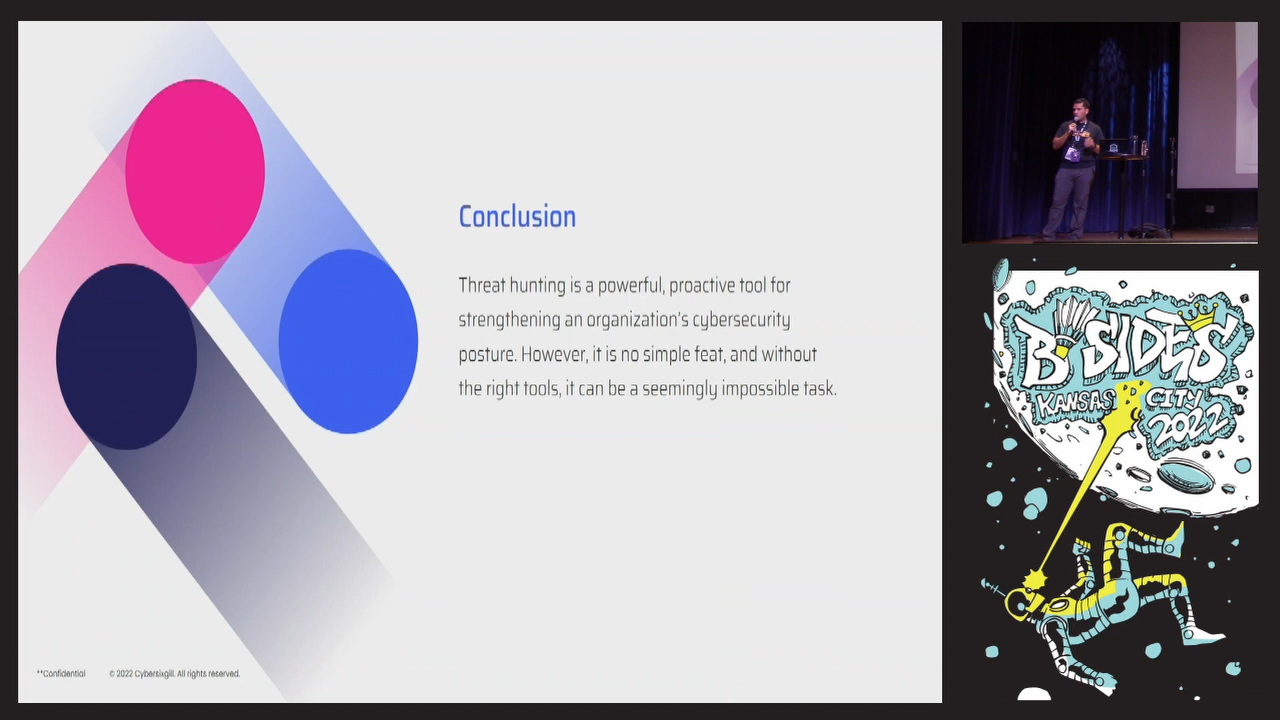 Conclusion
Threat hunting is a powerful, proactive tool for
strengthening an organization's cybersecurity
posture. However, it is no simple feat, and without
the right tools, it can be a seemingly impossible task.
**Confidential © 2022 Cybersixgill. All rights reserved.
BSIDES
KANSAS CITY
2022